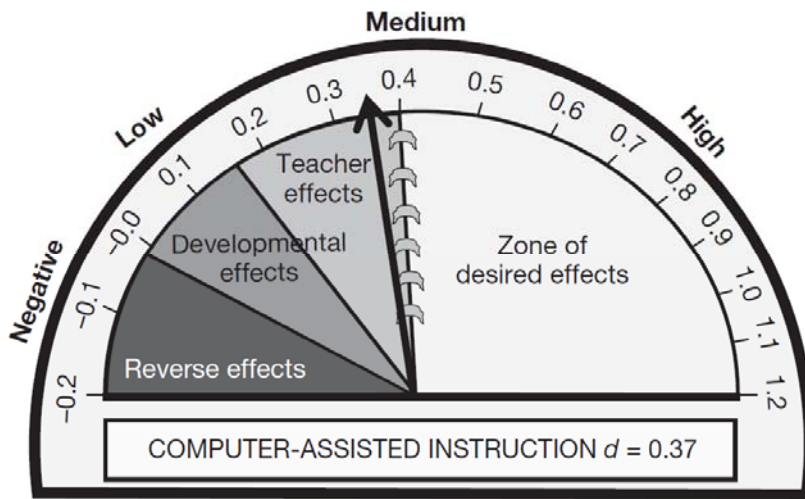 Medium
Low
High
Negative
−0.2
−0.1
−0.0
0.1
0.2
0.3
0.4
0.5
0.6
0.7
0.8
0.9
1.0
1.1
1.2
Teacher
effects
Developmental
effects
Zone of
desired effects
Reverse effects
COMPUTER-ASSISTED INSTRUCTION d = 0.37